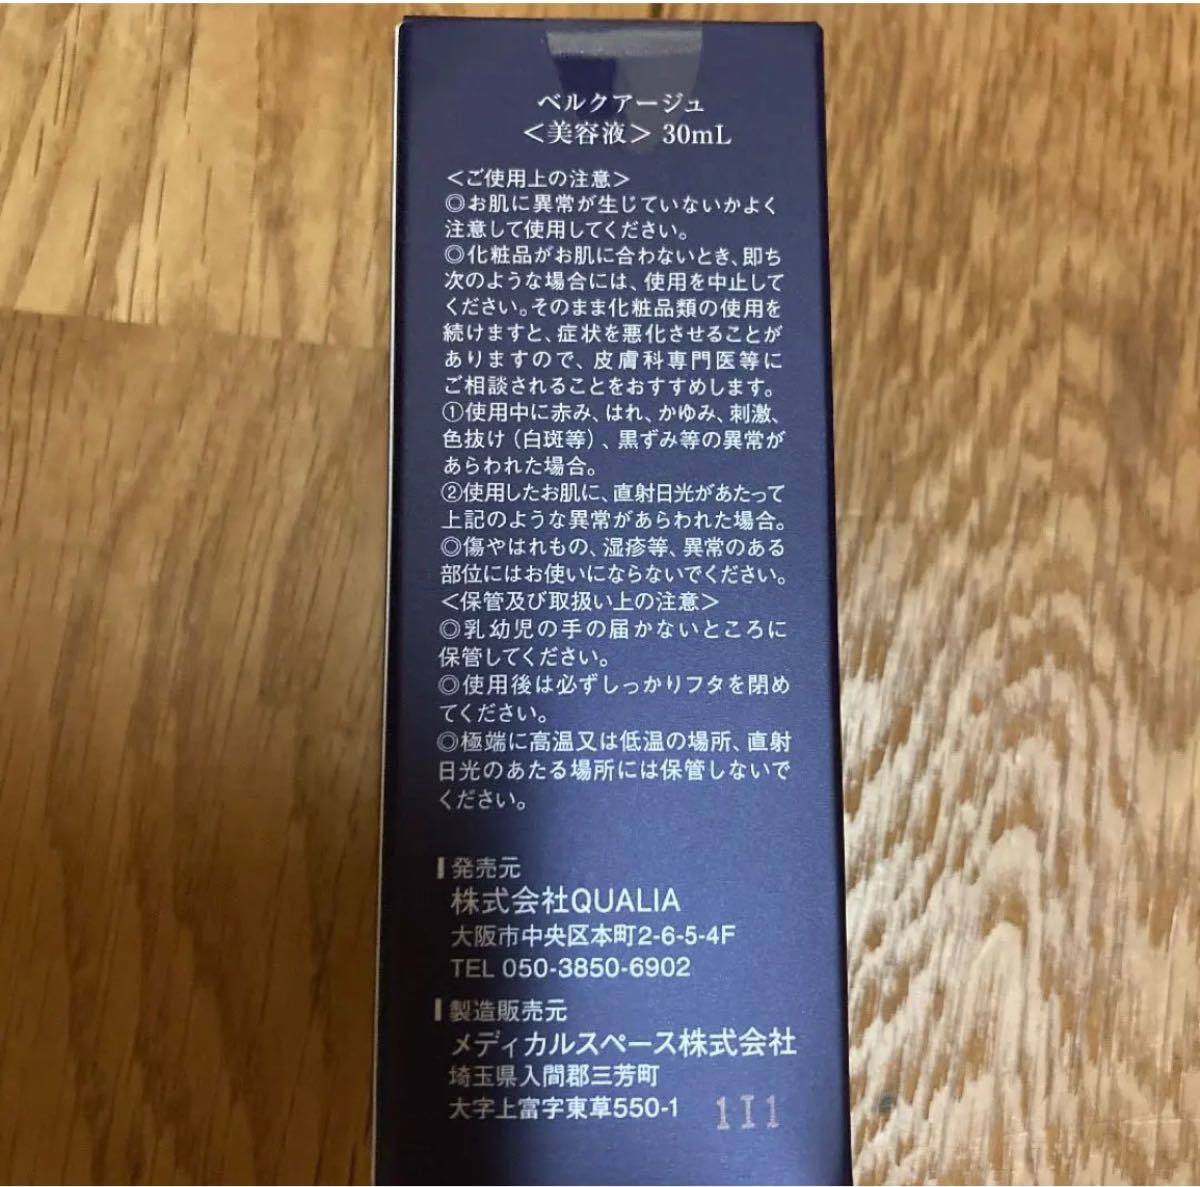 ベルクアージュ
＜美容液＞ 30mL
＜ご使用上の注意＞
◎お肌に異常が生じていないかよく
注意して使用してください。
◎化粧品がお肌に合わないとき、即ち
次のような場合には、使用を中止して
ください。そのまま化粧品類の使用を
続けますと、症状を悪化させることが
ありますので、皮膚科専門医等に
ご相談されることをおすすめします。
①使用中に赤み、はれ、かゆみ、刺激、
色抜け（白斑等）、黒ずみ等の異常が
あらわれた場合。
②使用したお肌に、直射日光があたって
上記のような異常があらわれた場合。
◎傷やはれもの、湿疹等、異常のある
部位にはお使いにならないでください。
＜保管及び取扱い上の注意＞
◎乳幼児の手の届かないところに
保管してください。
◎使用後は必ずしっかりフタを閉め
てください。
◎極端に高温又は低温の場所、直射
日光のあたる場所には保管しないで
ください。
発売元
株式会社QUALIA
大阪市中央区本町2-6-5-4F
TEL 050-3850-6902
製造販売元
メディカルスペース株式会社
埼玉県入間郡三芳町
大字上富字東草550-1 1I1